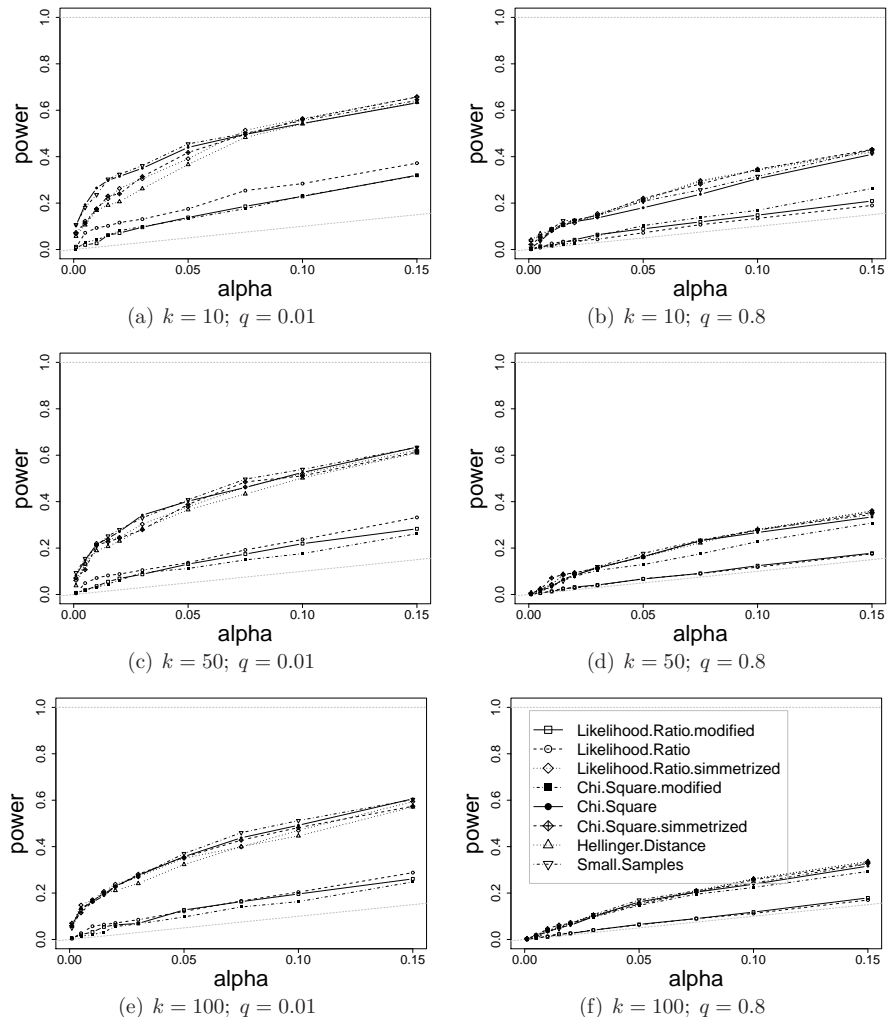 1.0
0.8
0.6
0.4
0.2
0.0
power
0.00 0.05 0.10 0.15
alpha
(a) k = 10; q = 0.01
1.0
0.8
0.6
0.4
0.2
0.0
power
0.00 0.05 0.10 0.15
alpha
(b) k = 10; q = 0.8
1.0
0.8
0.6
0.4
0.2
0.0
power
0.00 0.05 0.10 0.15
alpha
(c) k = 50; q = 0.01
1.0
0.8
0.6
0.4
0.2
0.0
power
0.00 0.05 0.10 0.15
alpha
(d) k = 50; q = 0.8
1.0
0.8
0.6
0.4
0.2
0.0
power
0.00 0.05 0.10 0.15
alpha
(e) k = 100; q = 0.01
1.0
0.8
0.6
0.4
0.2
0.0
power
Likelihood.Ratio.modified
Likelihood.Ratio
Likelihood.Ratio.simmetrized
Chi.Square.modified
Chi.Square
Chi.Square.simmetrized
Hellinger.Distance
Small.Samples
0.00 0.05 0.10 0.15
alpha
(f) k = 100; q = 0.8